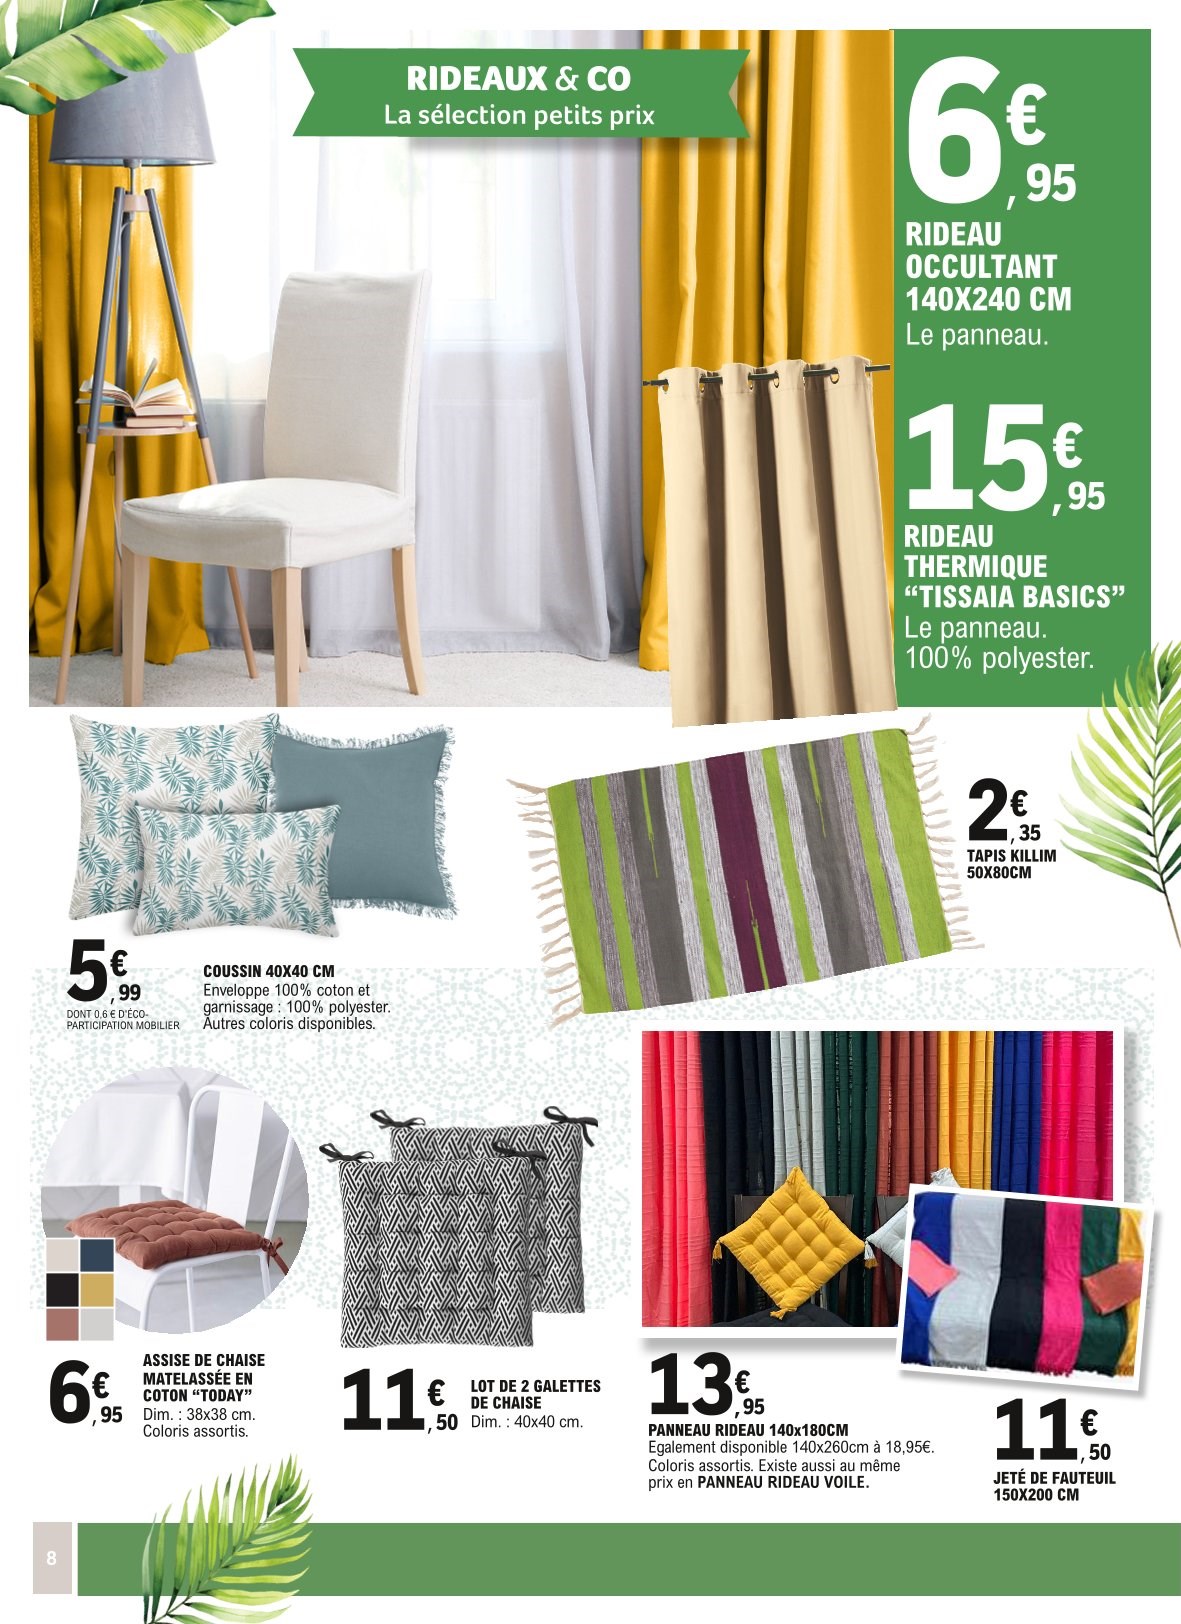 RIDEAUX & CO
La sélection petits prix
6€,95
RIDEAU
OCCULTANT
140X240 CM
Le panneau.
15€,95
RIDEAU
THERMIQUE
“TISSAIA BASICS”
Le panneau.
100% polyester.
2€,35
TAPIS KILLIM
50X80CM
5€,99
DONT 0.6 € D'ÉCO-
PARTICIPATION MOBILIER
COUSSIN 40X40 CM
Enveloppe 100% coton et
garnissage : 100% polyester.
Autres coloris disponibles.
6€,95
ASSISE DE CHAISE
MATELASSÉE EN
COTON “TODAY”
Dim. : 38x38 cm.
Coloris assortis.
11€,50
LOT DE 2 GALETTES
DE CHAISE
Dim. : 40x40 cm.
13€,95
PANNEAU RIDEAU 140x180CM
Egalement disponible 140x260cm à 18,95€.
Coloris assortis. Existe aussi au même
prix en PANNEAU RIDEAU VOILE.
11€,50
JETÉ DE FAUTEUIL
150X200 CM
8